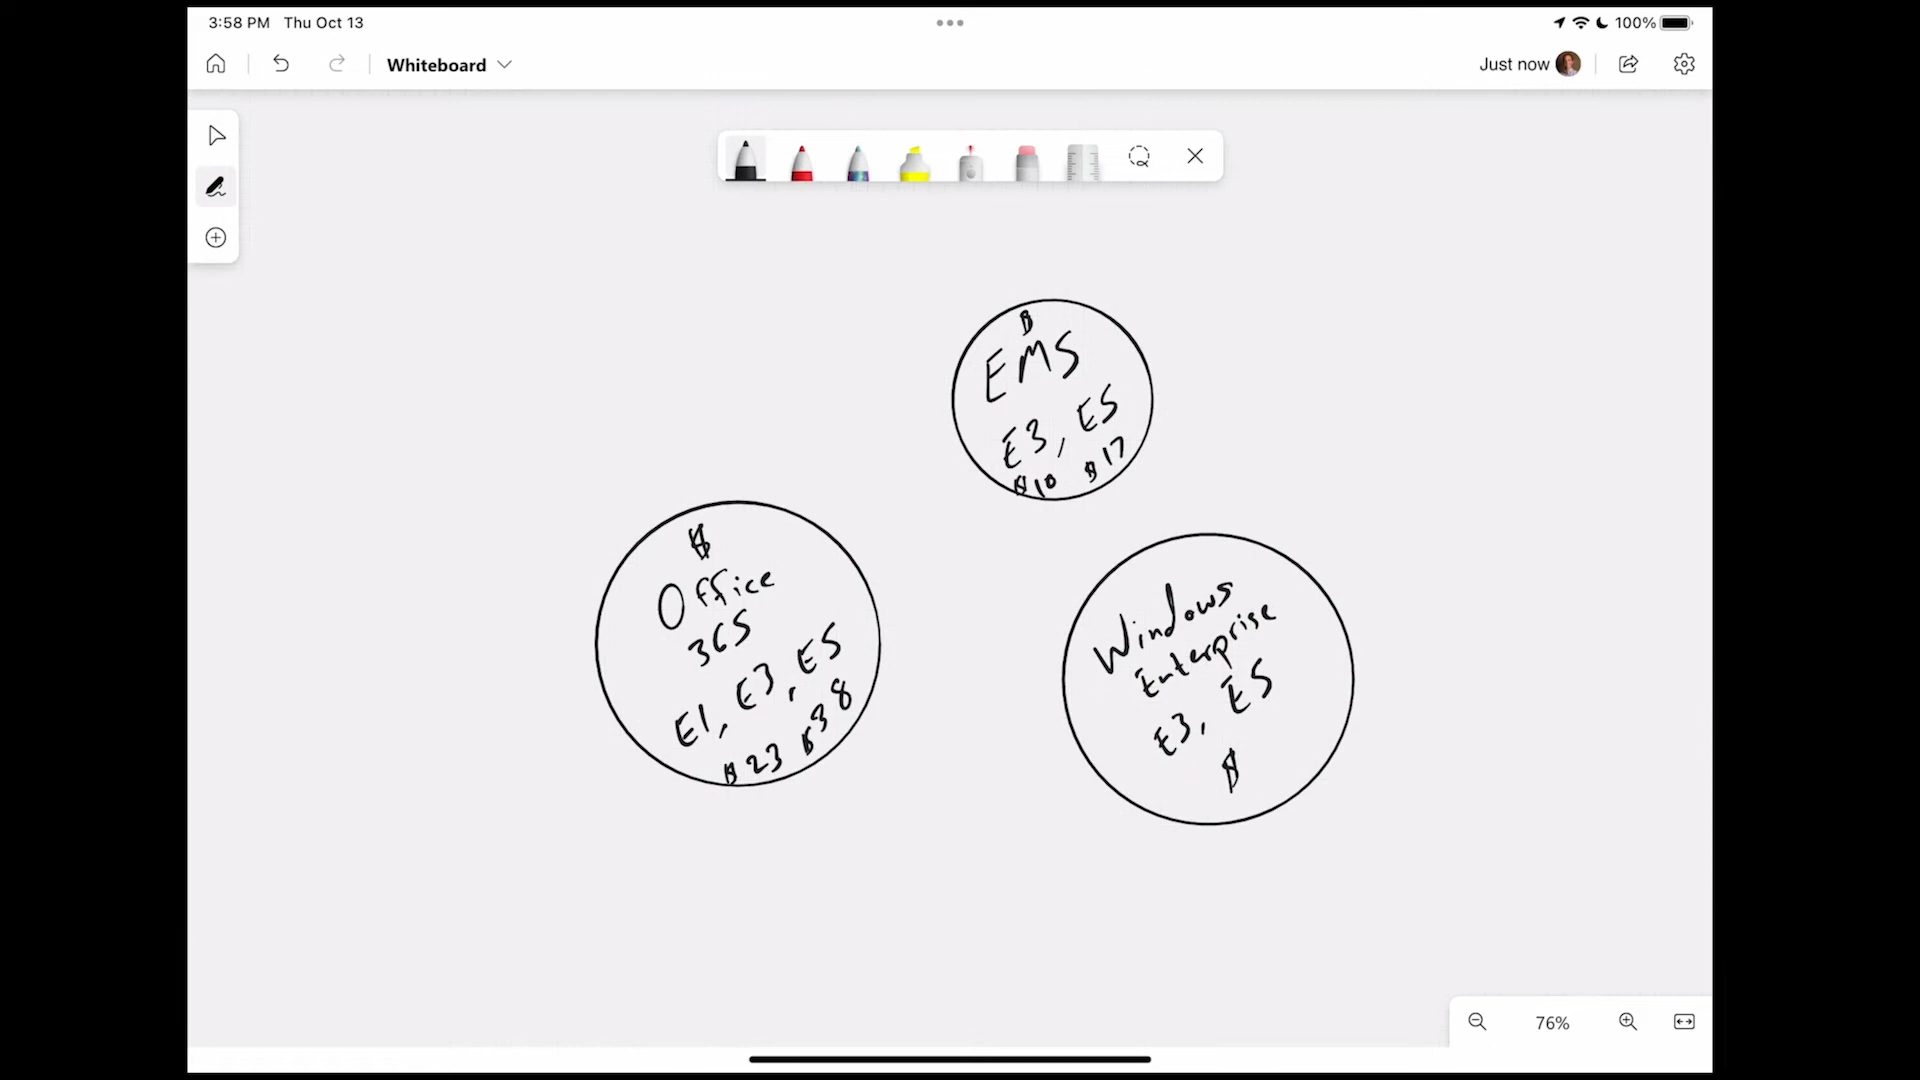 3:58 PM Thu Oct 13
100%
Whiteboard
Just now
$
EMS
E3, E5
$10 $17
$
Office
365
E1, E3, E5
$23 $38
Windows
Enterprise
E3, E5
$
76%